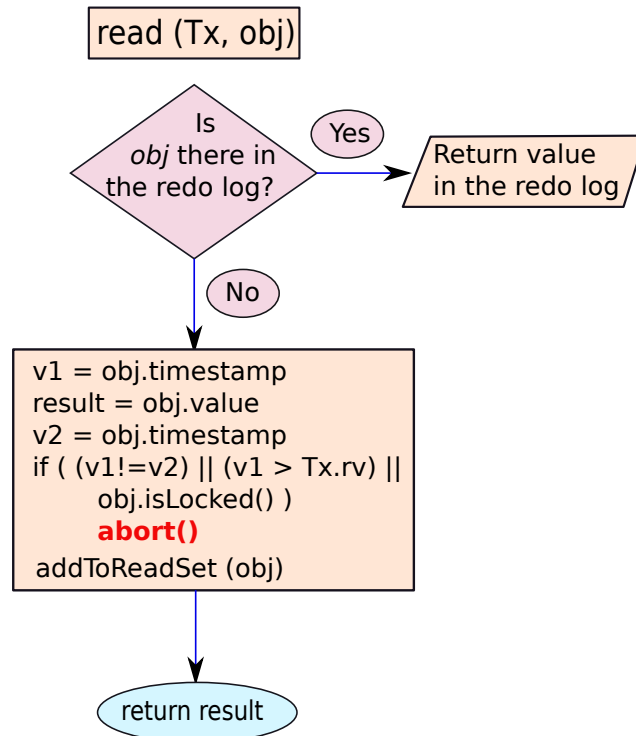 read (Tx, obj)
Is
obj there in
the redo log?
Yes
Return value
in the redo log
No
v1 = obj.timestamp
result = obj.value
v2 = obj.timestamp
if ( (v1!=v2) || (v1 > Tx.rv) ||
obj.isLocked() )
abort()
addToReadSet (obj)
return result